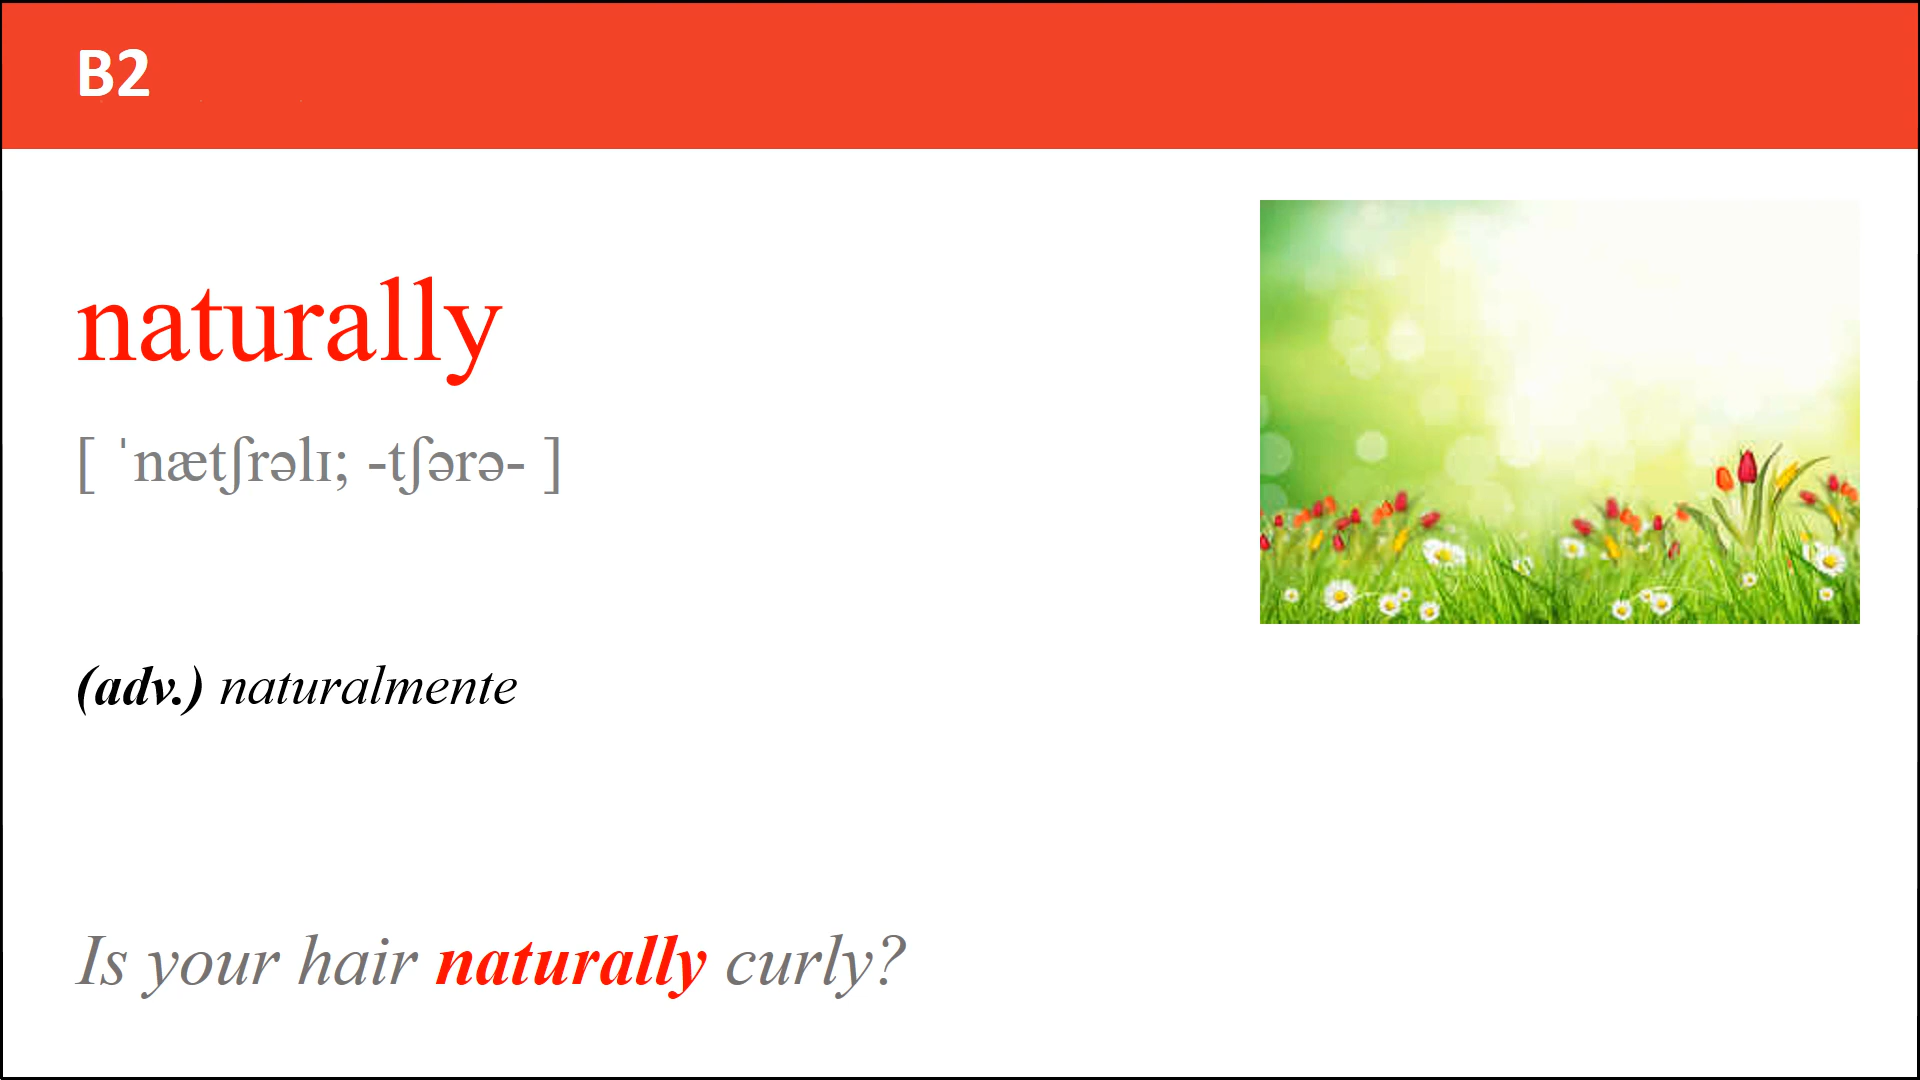 B2
naturally
[ ˈnætʃrəlɪ; -tʃərə- ]
(adv.) naturalmente
Is your hair naturally curly?